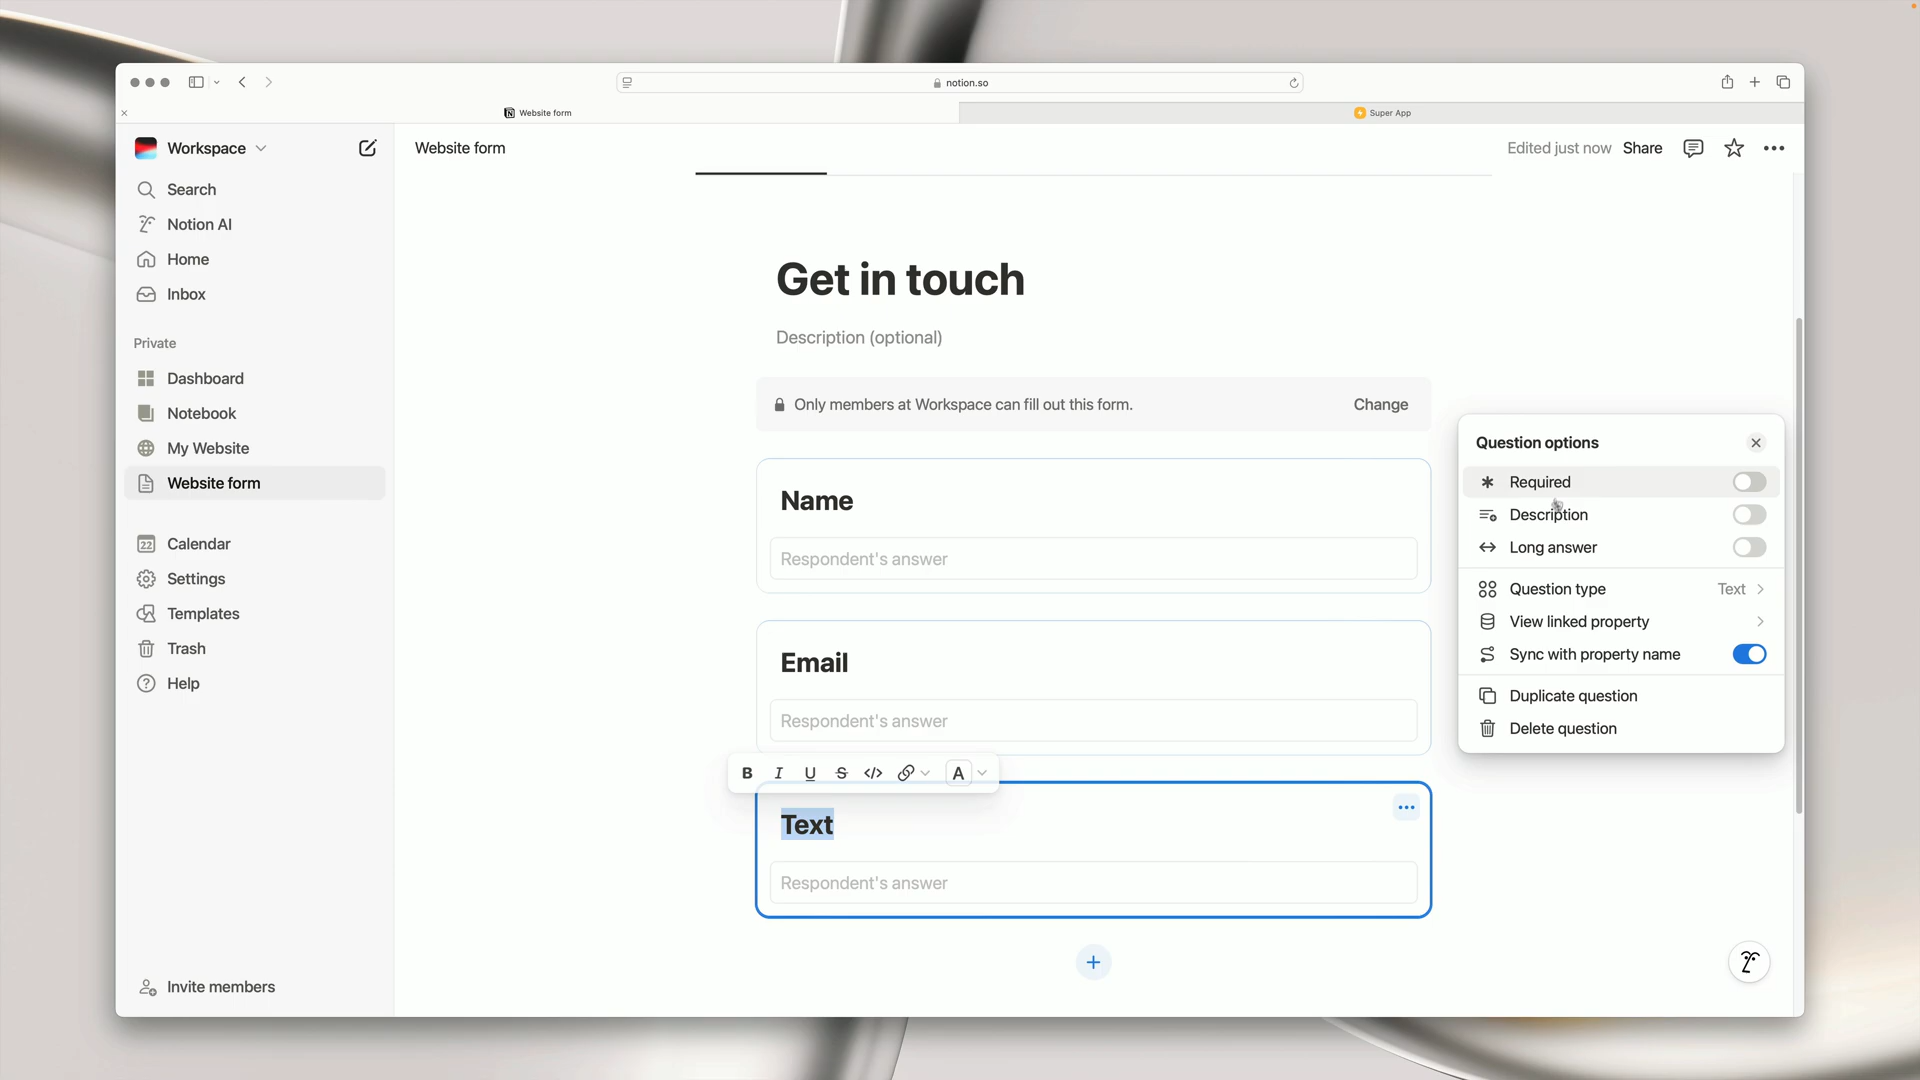 notion.so
Website form
Super App
Workspace
Website form
Edited just now
Share
Search
Notion AI
Home
Inbox
Private
Dashboard
Notebook
My Website
Website form
22
Calendar
Settings
Templates
Trash
Help
Invite members
Get in touch
Description (optional)
Only members at Workspace can fill out this form.
Change
Name
Respondent's answer
Email
Respondent's answer
B I U S </> A
Text
Respondent's answer
Question options
Required
Description
Long answer
Question type
Text
View linked property
Sync with property name
Duplicate question
Delete question